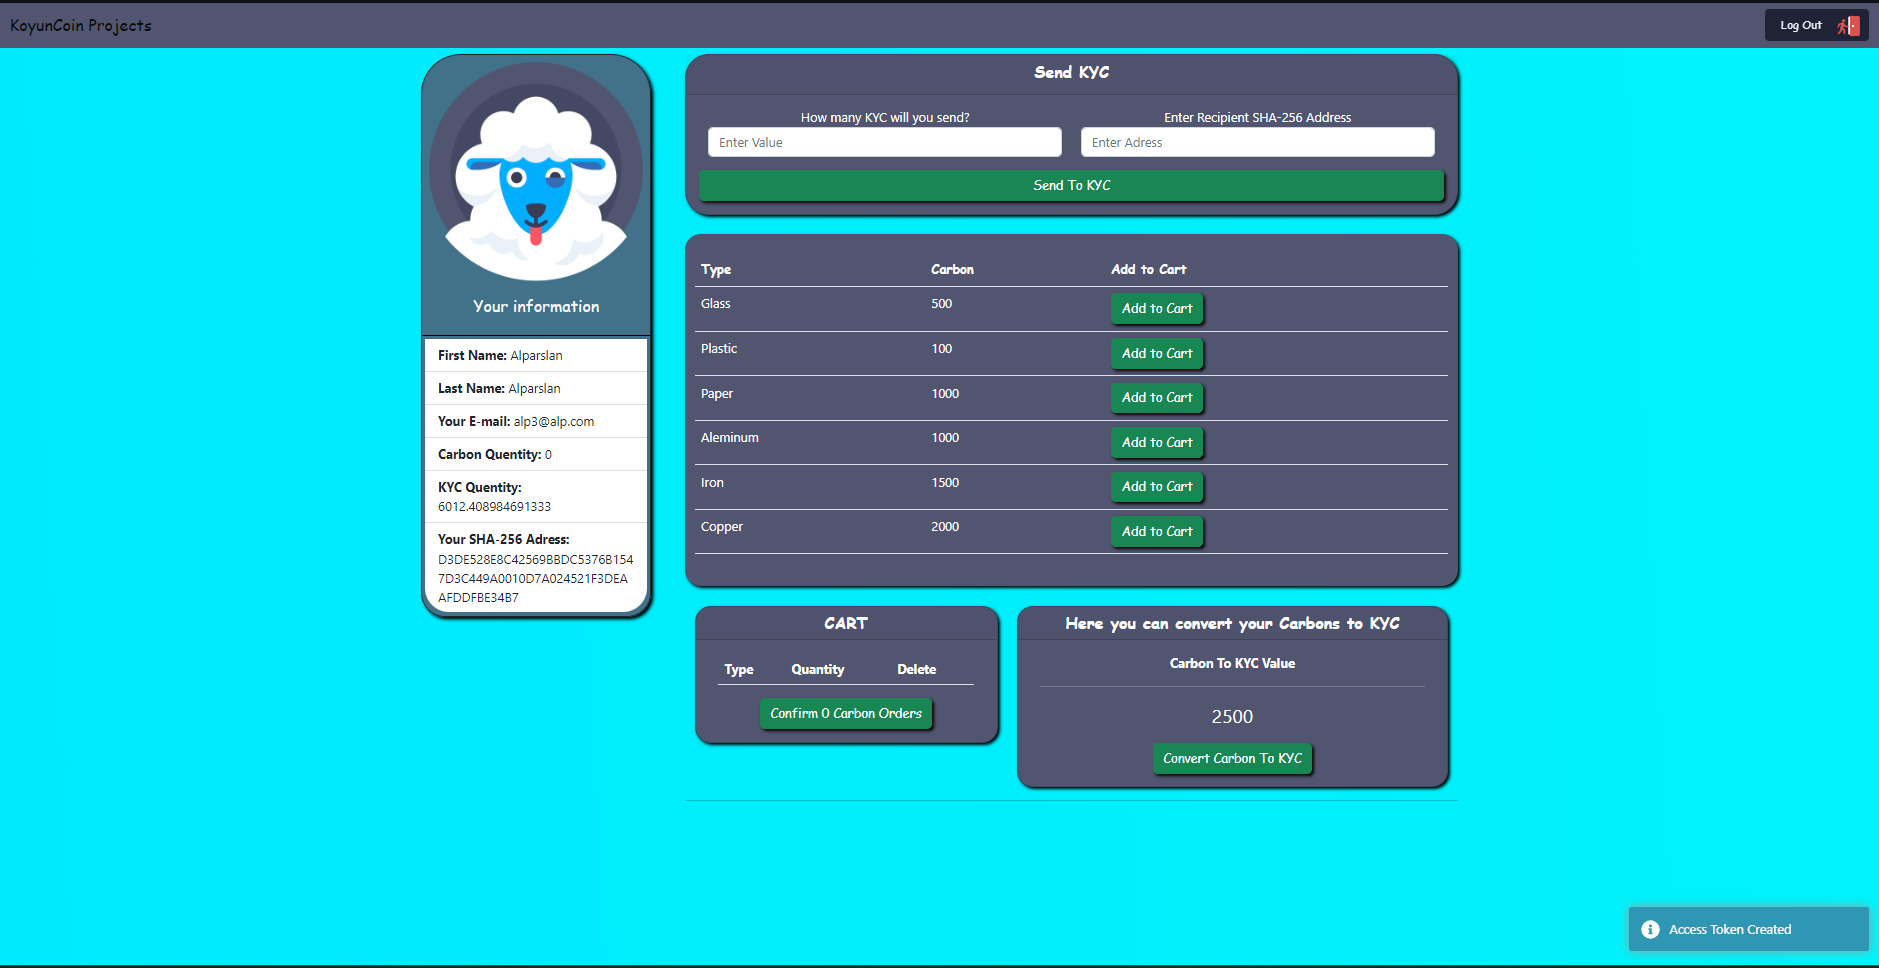 KoyunCoin Projects
Log Out
Your information
First Name: Alparslan
Last Name: Alparslan
Your E-mail: alp3@alp.com
Carbon Quentity: 0
KYC Quentity:
6012.408984691333
Your SHA-256 Adress:
D3DE528E8C42569BBDC5376B154
7D3C449A0010D7A024521F3DEA
AFDDFBE34B7
Send KYC
How many KYC will you send? Enter Recipient SHA-256 Address
Enter Value Enter Adress
Send To KYC
Type Carbon Add to Cart
Glass 500 Add to Cart
Plastic 100 Add to Cart
Paper 1000 Add to Cart
Aleminum 1000 Add to Cart
Iron 1500 Add to Cart
Copper 2000 Add to Cart
CART
Type Quantity Delete
Confirm 0 Carbon Orders
Here you can convert your Carbons to KYC
Carbon To KYC Value
2500
Convert Carbon To KYC
Access Token Created